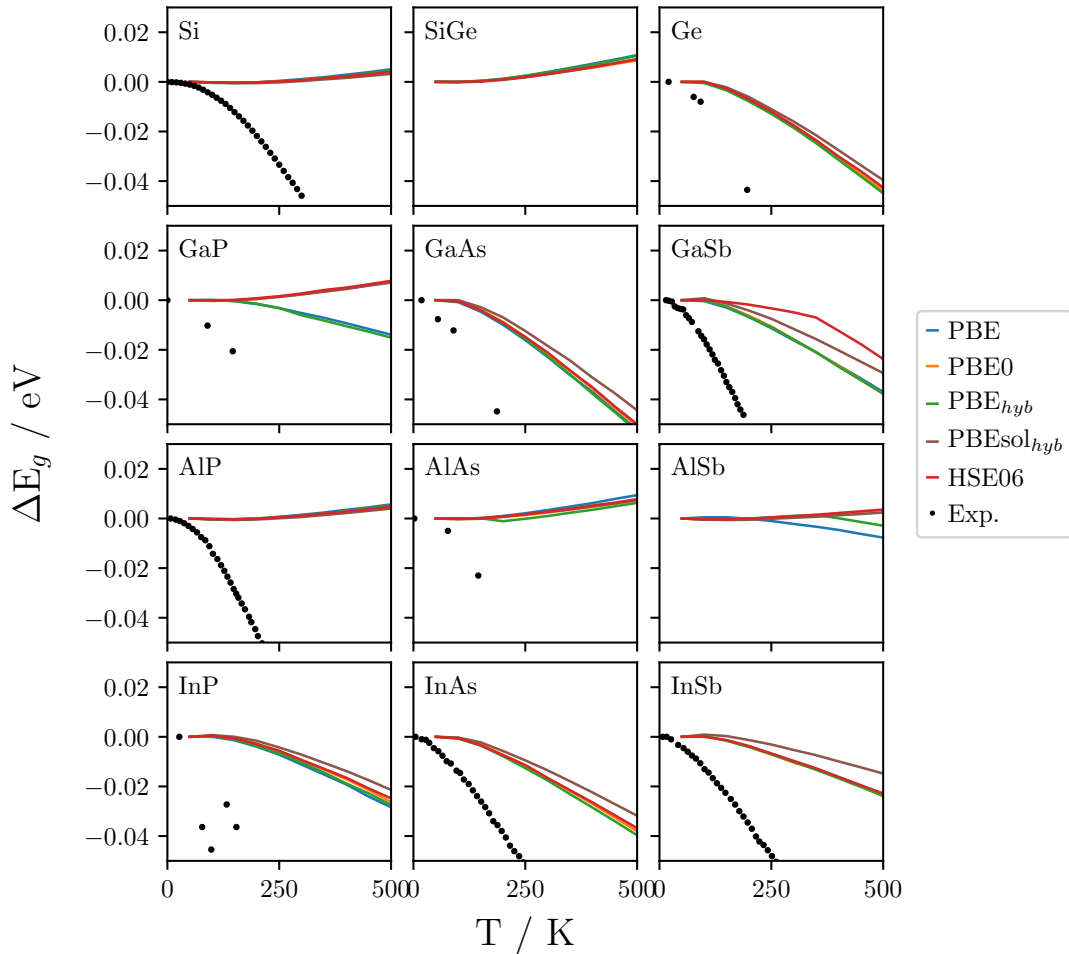 0.02
0.00
−0.02
−0.04
Si
SiGe
Ge
0.02
0.00
−0.02
−0.04
GaP
GaAs
GaSb
0.02
0.00
−0.02
−0.04
AlP
AlAs
AlSb
0.02
0.00
−0.02
−0.04
InP
InAs
InSb
0 250 500
0 250 500
0 250 500
ΔE_g / eV
T / K
PBE
PBE0
PBE_hyb
PBEsol_hyb
HSE06
Exp.